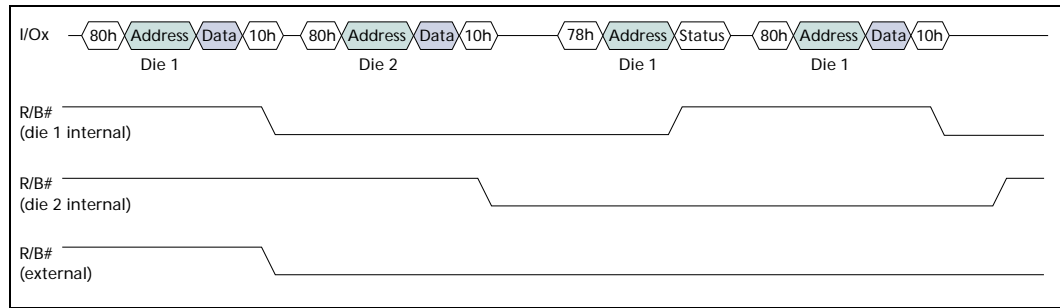 I/Ox 80h Address Data 10h 80h Address Data 10h 78h Address Status 80h Address Data 10h
Die 1 Die 2 Die 1 Die 1
R/B#
(die 1 internal)
R/B#
(die 2 internal)
R/B#
(external)